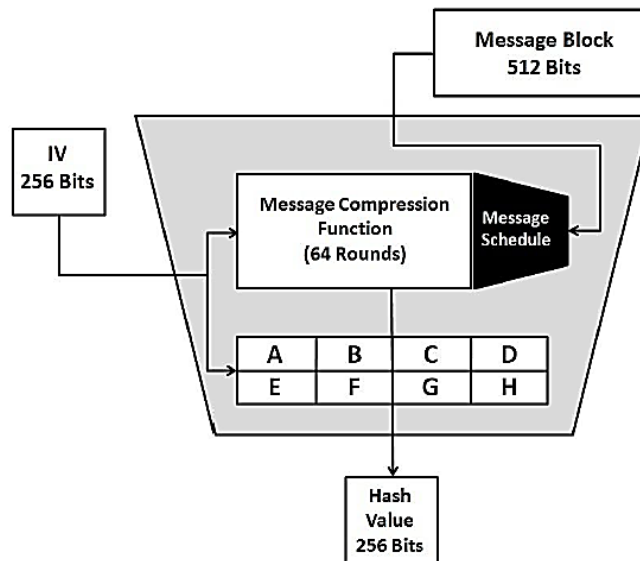 Message Block
512 Bits
IV
256 Bits
Message Compression
Function
(64 Rounds)
Message
Schedule
A B C D
E F G H
Hash
Value
256 Bits